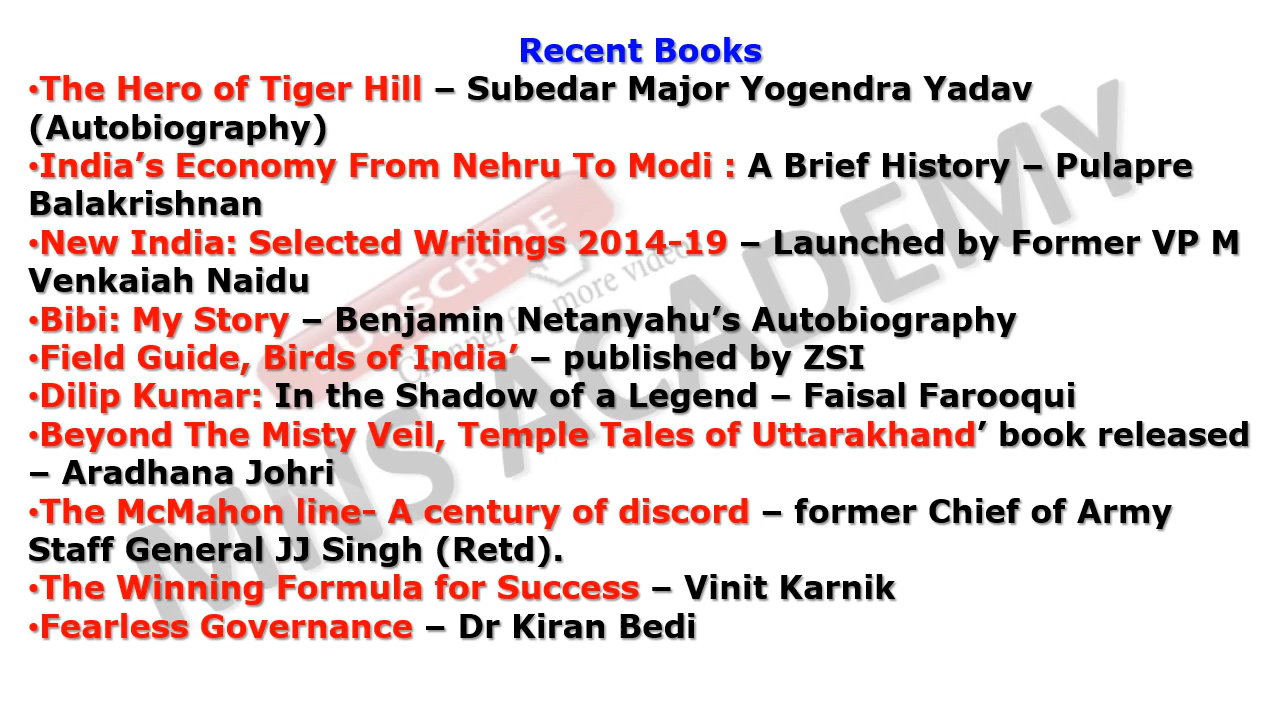 Recent Books
•The Hero of Tiger Hill – Subedar Major Yogendra Yadav
(Autobiography)
•India’s Economy From Nehru To Modi : A Brief History – Pulapre
Balakrishnan
•New India: Selected Writings 2014-19 – Launched by Former VP M
Venkaiah Naidu
•Bibi: My Story – Benjamin Netanyahu’s Autobiography
•Field Guide, Birds of India’ – published by ZSI
•Dilip Kumar: In the Shadow of a Legend – Faisal Farooqui
•Beyond The Misty Veil, Temple Tales of Uttarakhand’ book released
– Aradhana Johri
•The McMahon line- A century of discord – former Chief of Army
Staff General JJ Singh (Retd).
•The Winning Formula for Success – Vinit Karnik
•Fearless Governance – Dr Kiran Bedi
MNS ACADEMY
SUBSCRIBE
Channel for more videos